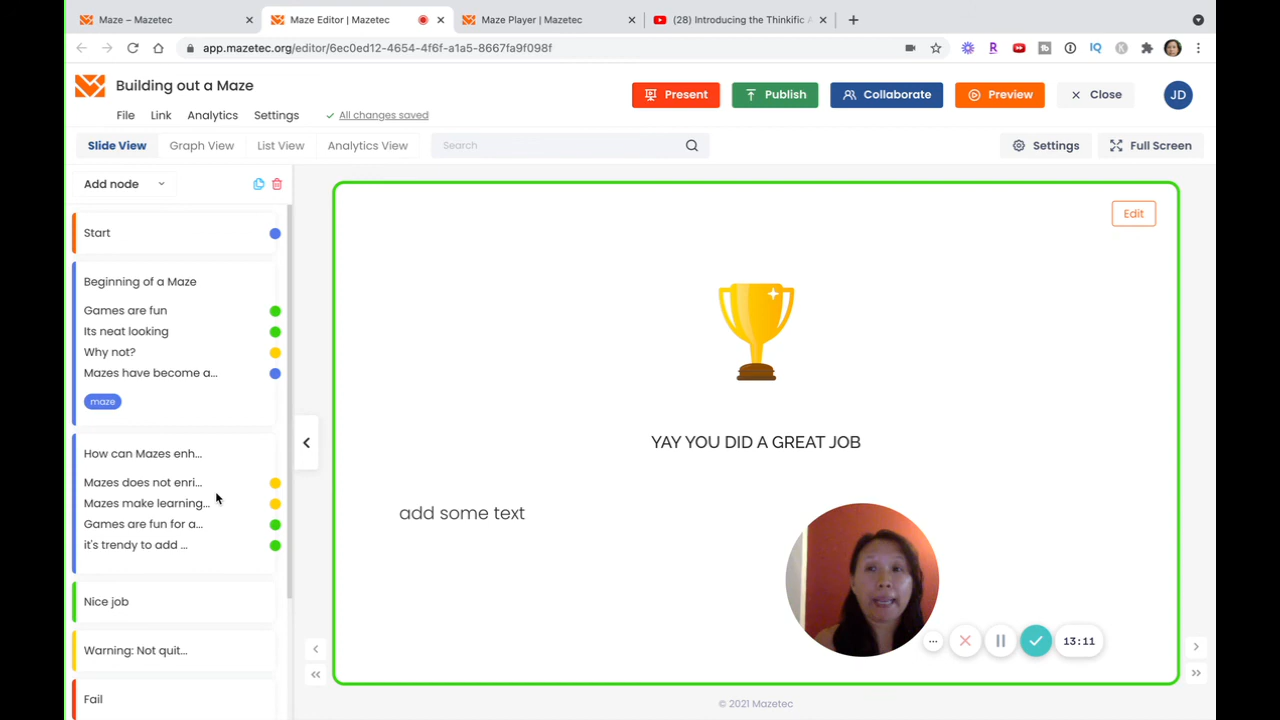 Maze – Mazetec
Maze Editor | Mazetec
Maze Player | Mazetec
(28) Introducing the Thinkific
app.mazetec.org/editor/6ec0ed12-4654-4f6f-a1a5-8667fa9f098f
Building out a Maze
File Link Analytics Settings All changes saved
Present Publish Collaborate Preview Close JD
Slide View Graph View List View Analytics View Search Settings Full Screen
Add node
Start
Beginning of a Maze
Games are fun
Its neat looking
Why not?
Mazes have become a...
maze
How can Mazes enh...
Mazes does not enri...
Mazes make learning...
Games are fun for a...
it's trendy to add ...
Nice job
Warning: Not quit...
Fail
Edit
YAY YOU DID A GREAT JOB
add some text
13:11
© 2021 Mazetec